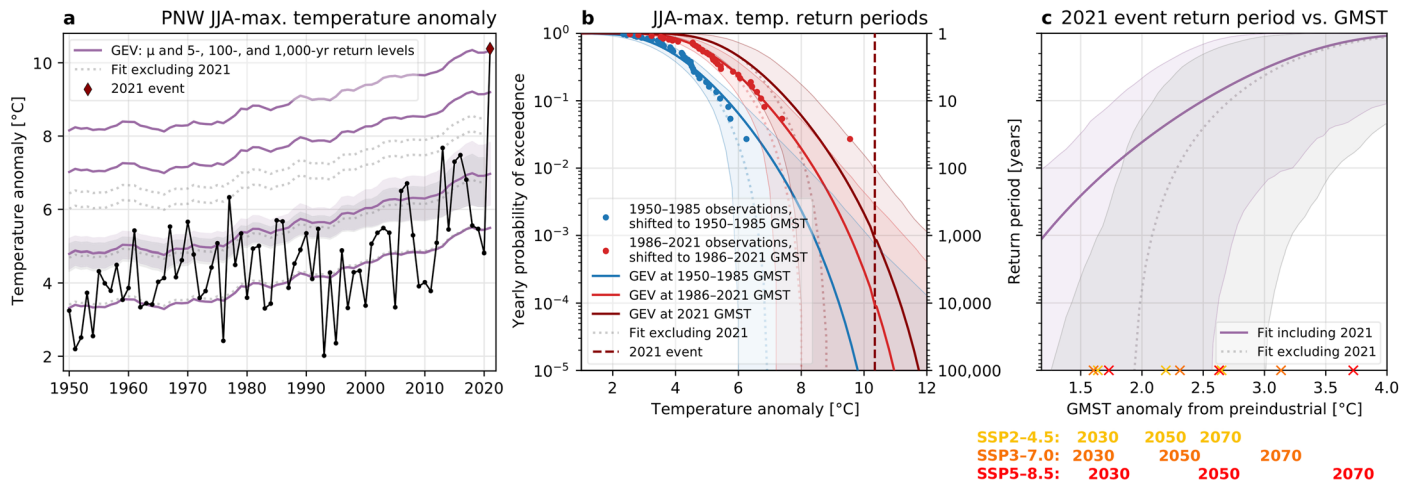 a PNW JJA-max. temperature anomaly
GEV: μ and 5-, 100-, and 1,000-yr return levels
Fit excluding 2021
2021 event
Temperature anomaly [°C]
10
8
6
4
2
1950 1960 1970 1980 1990 2000 2010 2020
b JJA-max. temp. return periods
Yearly probability of exceedence
10⁰
10⁻¹
10⁻²
10⁻³
10⁻⁴
10⁻⁵
1950–1985 observations,
shifted to 1950–1985 GMST
1986–2021 observations,
shifted to 1986–2021 GMST
GEV at 1950–1985 GMST
GEV at 1986–2021 GMST
GEV at 2021 GMST
Fit excluding 2021
2021 event
2 4 6 8 10 12
Temperature anomaly [°C]
1
10
100
1,000
10,000
100,000
c 2021 event return period vs. GMST
Return period [years]
Fit including 2021
Fit excluding 2021
1.5 2.0 2.5 3.0 3.5 4.0
GMST anomaly from preindustrial [°C]
SSP2–4.5: 2030 2050 2070
SSP3–7.0: 2030 2050 2070
SSP5–8.5: 2030 2050 2070